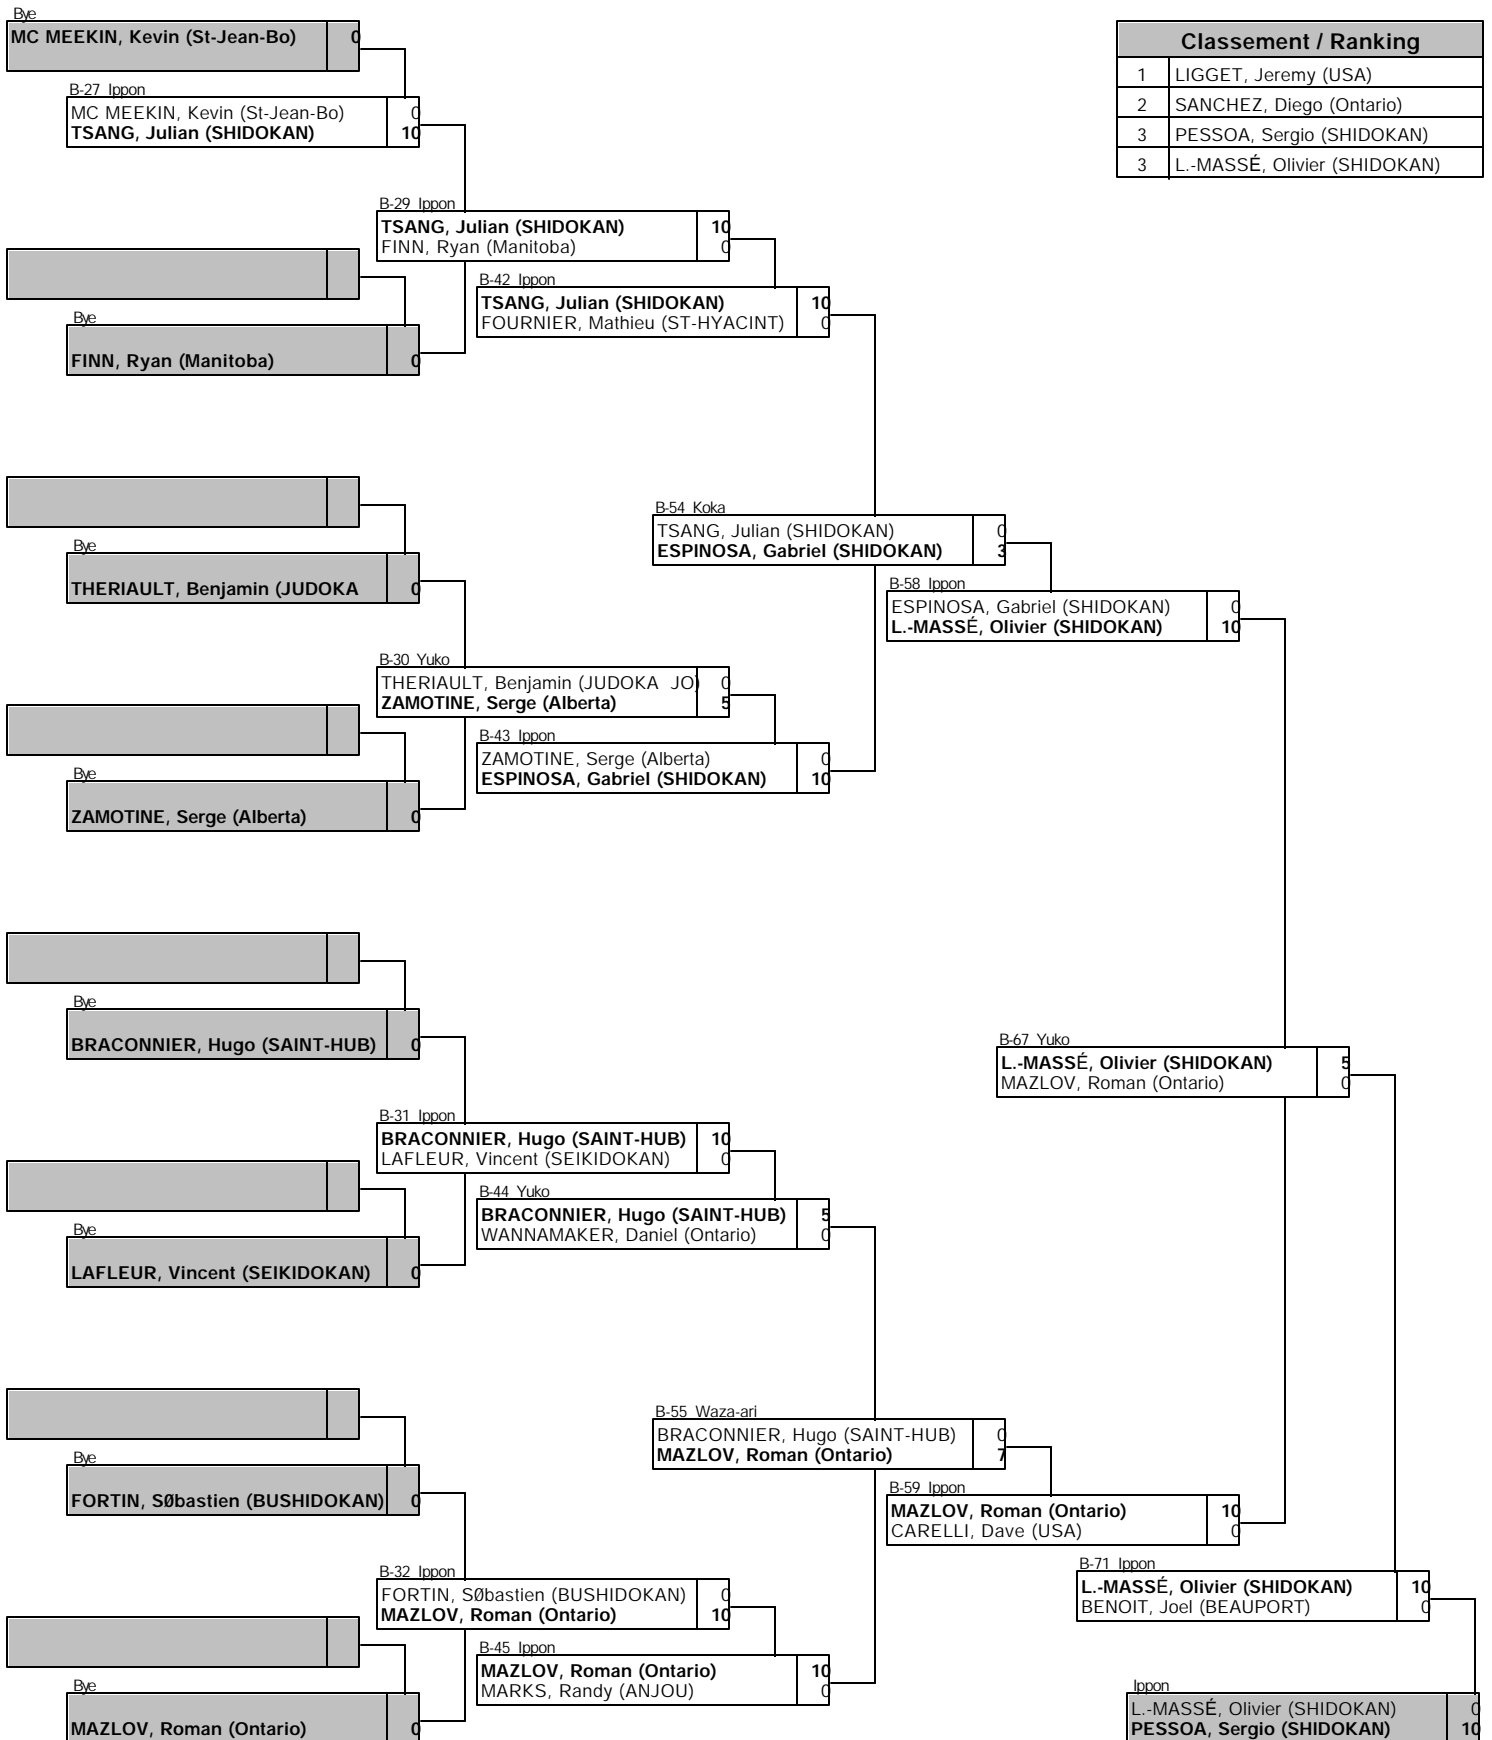 Bye
MC MEEKIN, Kevin (St-Jean-Bo) 0
Classement / Ranking
1 LIGGET, Jeremy (USA)
2 SANCHEZ, Diego (Ontario)
3 PESSOA, Sergio (SHIDOKAN)
3 L.-MASSÉ, Olivier (SHIDOKAN)
B-27 Ippon
MC MEEKIN, Kevin (St-Jean-Bo) 0
TSANG, Julian (SHIDOKAN) 10
B-29 Ippon
TSANG, Julian (SHIDOKAN) 10
FINN, Ryan (Manitoba) 0
B-42 Ippon
TSANG, Julian (SHIDOKAN) 10
FOURNIER, Mathieu (ST-HYACINT) 0
Bye
FINN, Ryan (Manitoba) 0
B-54 Koka
TSANG, Julian (SHIDOKAN) 0
ESPINOSA, Gabriel (SHIDOKAN) 3
Bye
THERIAULT, Benjamin (JUDOKA 0
B-58 Ippon
ESPINOSA, Gabriel (SHIDOKAN) 0
L.-MASSÉ, Olivier (SHIDOKAN) 10
B-30 Yuko
THERIAULT, Benjamin (JUDOKA JO) 0
ZAMOTINE, Serge (Alberta) 5
B-43 Ippon
ZAMOTINE, Serge (Alberta) 0
ESPINOSA, Gabriel (SHIDOKAN) 10
Bye
ZAMOTINE, Serge (Alberta) 0
Bye
BRACONNIER, Hugo (SAINT-HUB) 0
B-67 Yuko
L.-MASSÉ, Olivier (SHIDOKAN) 5
MAZLOV, Roman (Ontario) 0
B-31 Ippon
BRACONNIER, Hugo (SAINT-HUB) 10
LAFLEUR, Vincent (SEIKIDOKAN) 0
B-44 Yuko
BRACONNIER, Hugo (SAINT-HUB) 5
WANNAMAKER, Daniel (Ontario) 0
Bye
LAFLEUR, Vincent (SEIKIDOKAN) 0
B-55 Waza-ari
BRACONNIER, Hugo (SAINT-HUB) 0
MAZLOV, Roman (Ontario) 7
Bye
FORTIN, SØbastien (BUSHIDOKAN) 0
B-59 Ippon
MAZLOV, Roman (Ontario) 10
CARELLI, Dave (USA) 0
B-32 Ippon
FORTIN, SØbastien (BUSHIDOKAN) 0
MAZLOV, Roman (Ontario) 10
B-71 Ippon
L.-MASSÉ, Olivier (SHIDOKAN) 10
BENOIT, Joel (BEAUPORT) 0
B-45 Ippon
MAZLOV, Roman (Ontario) 10
MARKS, Randy (ANJOU) 0
Bye
MAZLOV, Roman (Ontario) 0
Ippon
L.-MASSÉ, Olivier (SHIDOKAN) 0
PESSOA, Sergio (SHIDOKAN) 10